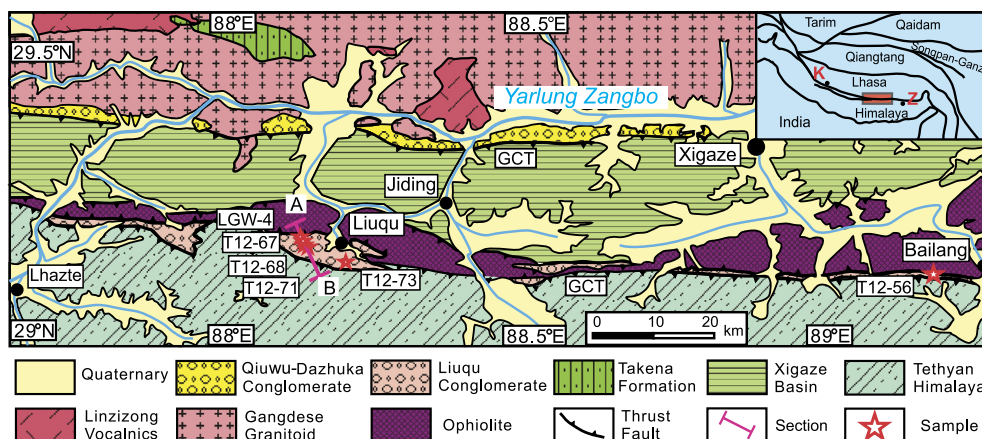 88°E
88.5°E
29.5°N
Tarim
Qaidam
Songpan-Ganz
Qiangtang
K
Lhasa
Z
Himalaya
India
Yarlung Zangbo
GCT
Xigaze
Jiding
A
LGW-4
Liuqu
T12-67
Bailang
Lhazte
T12-68
T12-73
T12-71
B
GCT
T12-56
29°N
88°E
88.5°E
0 10 20
km
89°E
Quaternary
Qiuwu-Dazhuka
Conglomerate
Liuqu
Conglomerate
Takena
Formation
Xigaze
Basin
Tethyan
Himalaya
Linzizong
Vocalnics
Gangdese
Granitoid
Ophiolite
Thrust
Fault
Section
Sample